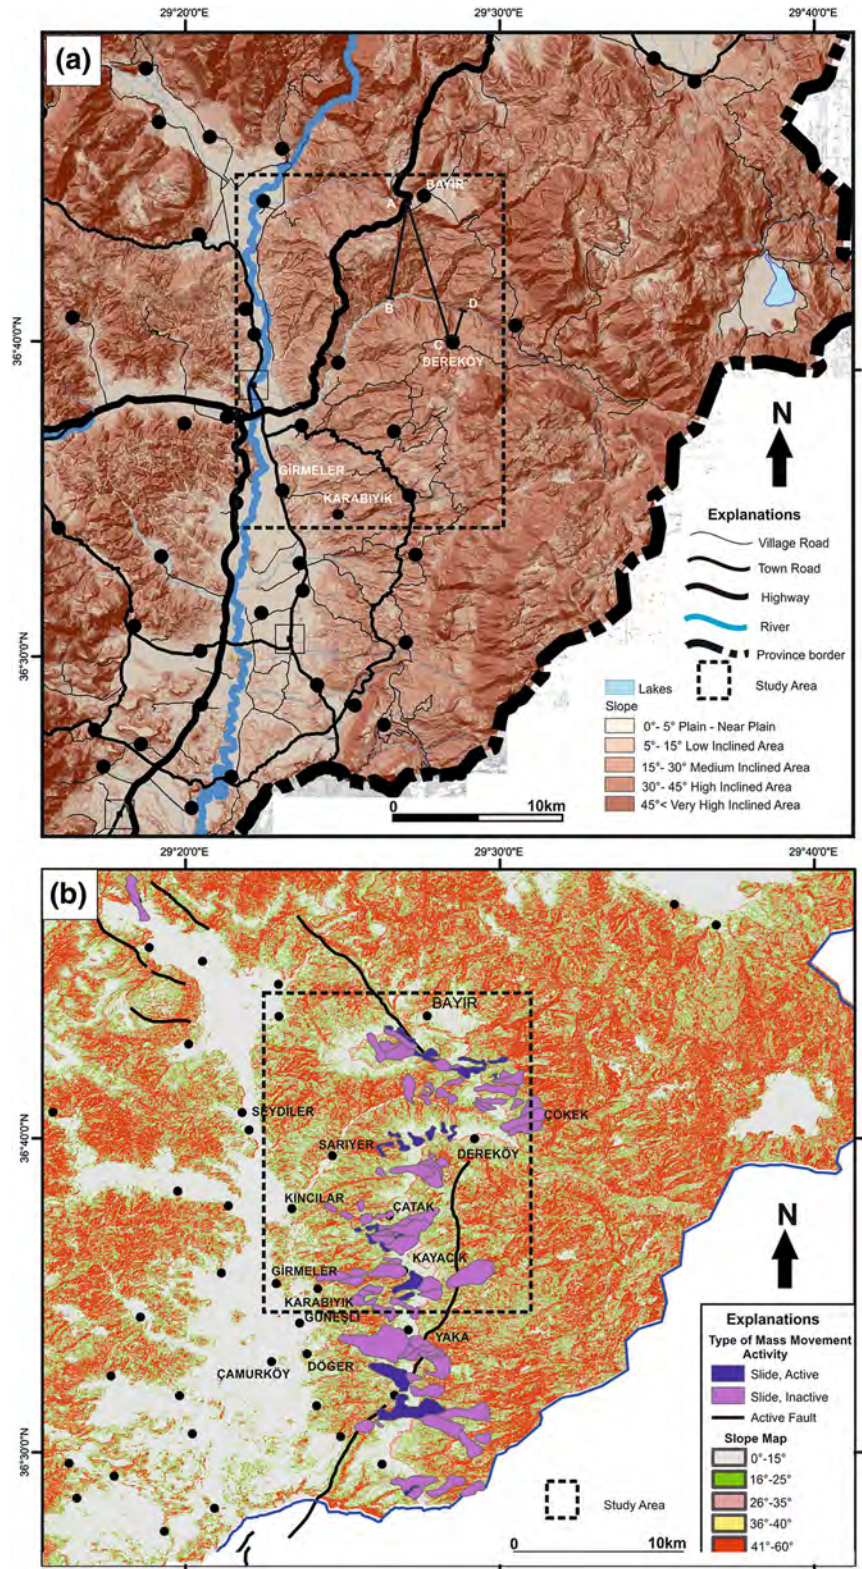 29°20'0"E 29°30'0"E 29°40'0"E
(a)
BAYIR
A
B
D
C
DEREKÖY
36°40'0"N
N
GİRMELER
KARABIYIK
Explanations
Village Road
Town Road
Highway
River
Province border
Study Area
36°30'0"N
Lakes
Slope
0°- 5° Plain - Near Plain
5°- 15° Low Inclined Area
15°- 30° Medium Inclined Area
30°- 45° High Inclined Area
45°< Very High Inclined Area
0 10km
29°20'0"E 29°30'0"E 29°40'0"E
(b)
BAYIR
SEYDİLER
ÇÖKEK
36°40'0"N
SARIYER
DEREKÖY
KINCILAR
ÇATAK
N
KAYACIK
GİRMELER
KARABIYIK
GÜNEŞLİ
YAKA
DÖĞER
ÇAMURKÖY
Explanations
Type of Mass Movement
Activity
Slide, Active
Slide, Inactive
Active Fault
Slope Map
36°30'0"N
0°-15°
16°-25°
26°-35°
36°-40°
41°-60°
Study Area
0 10km